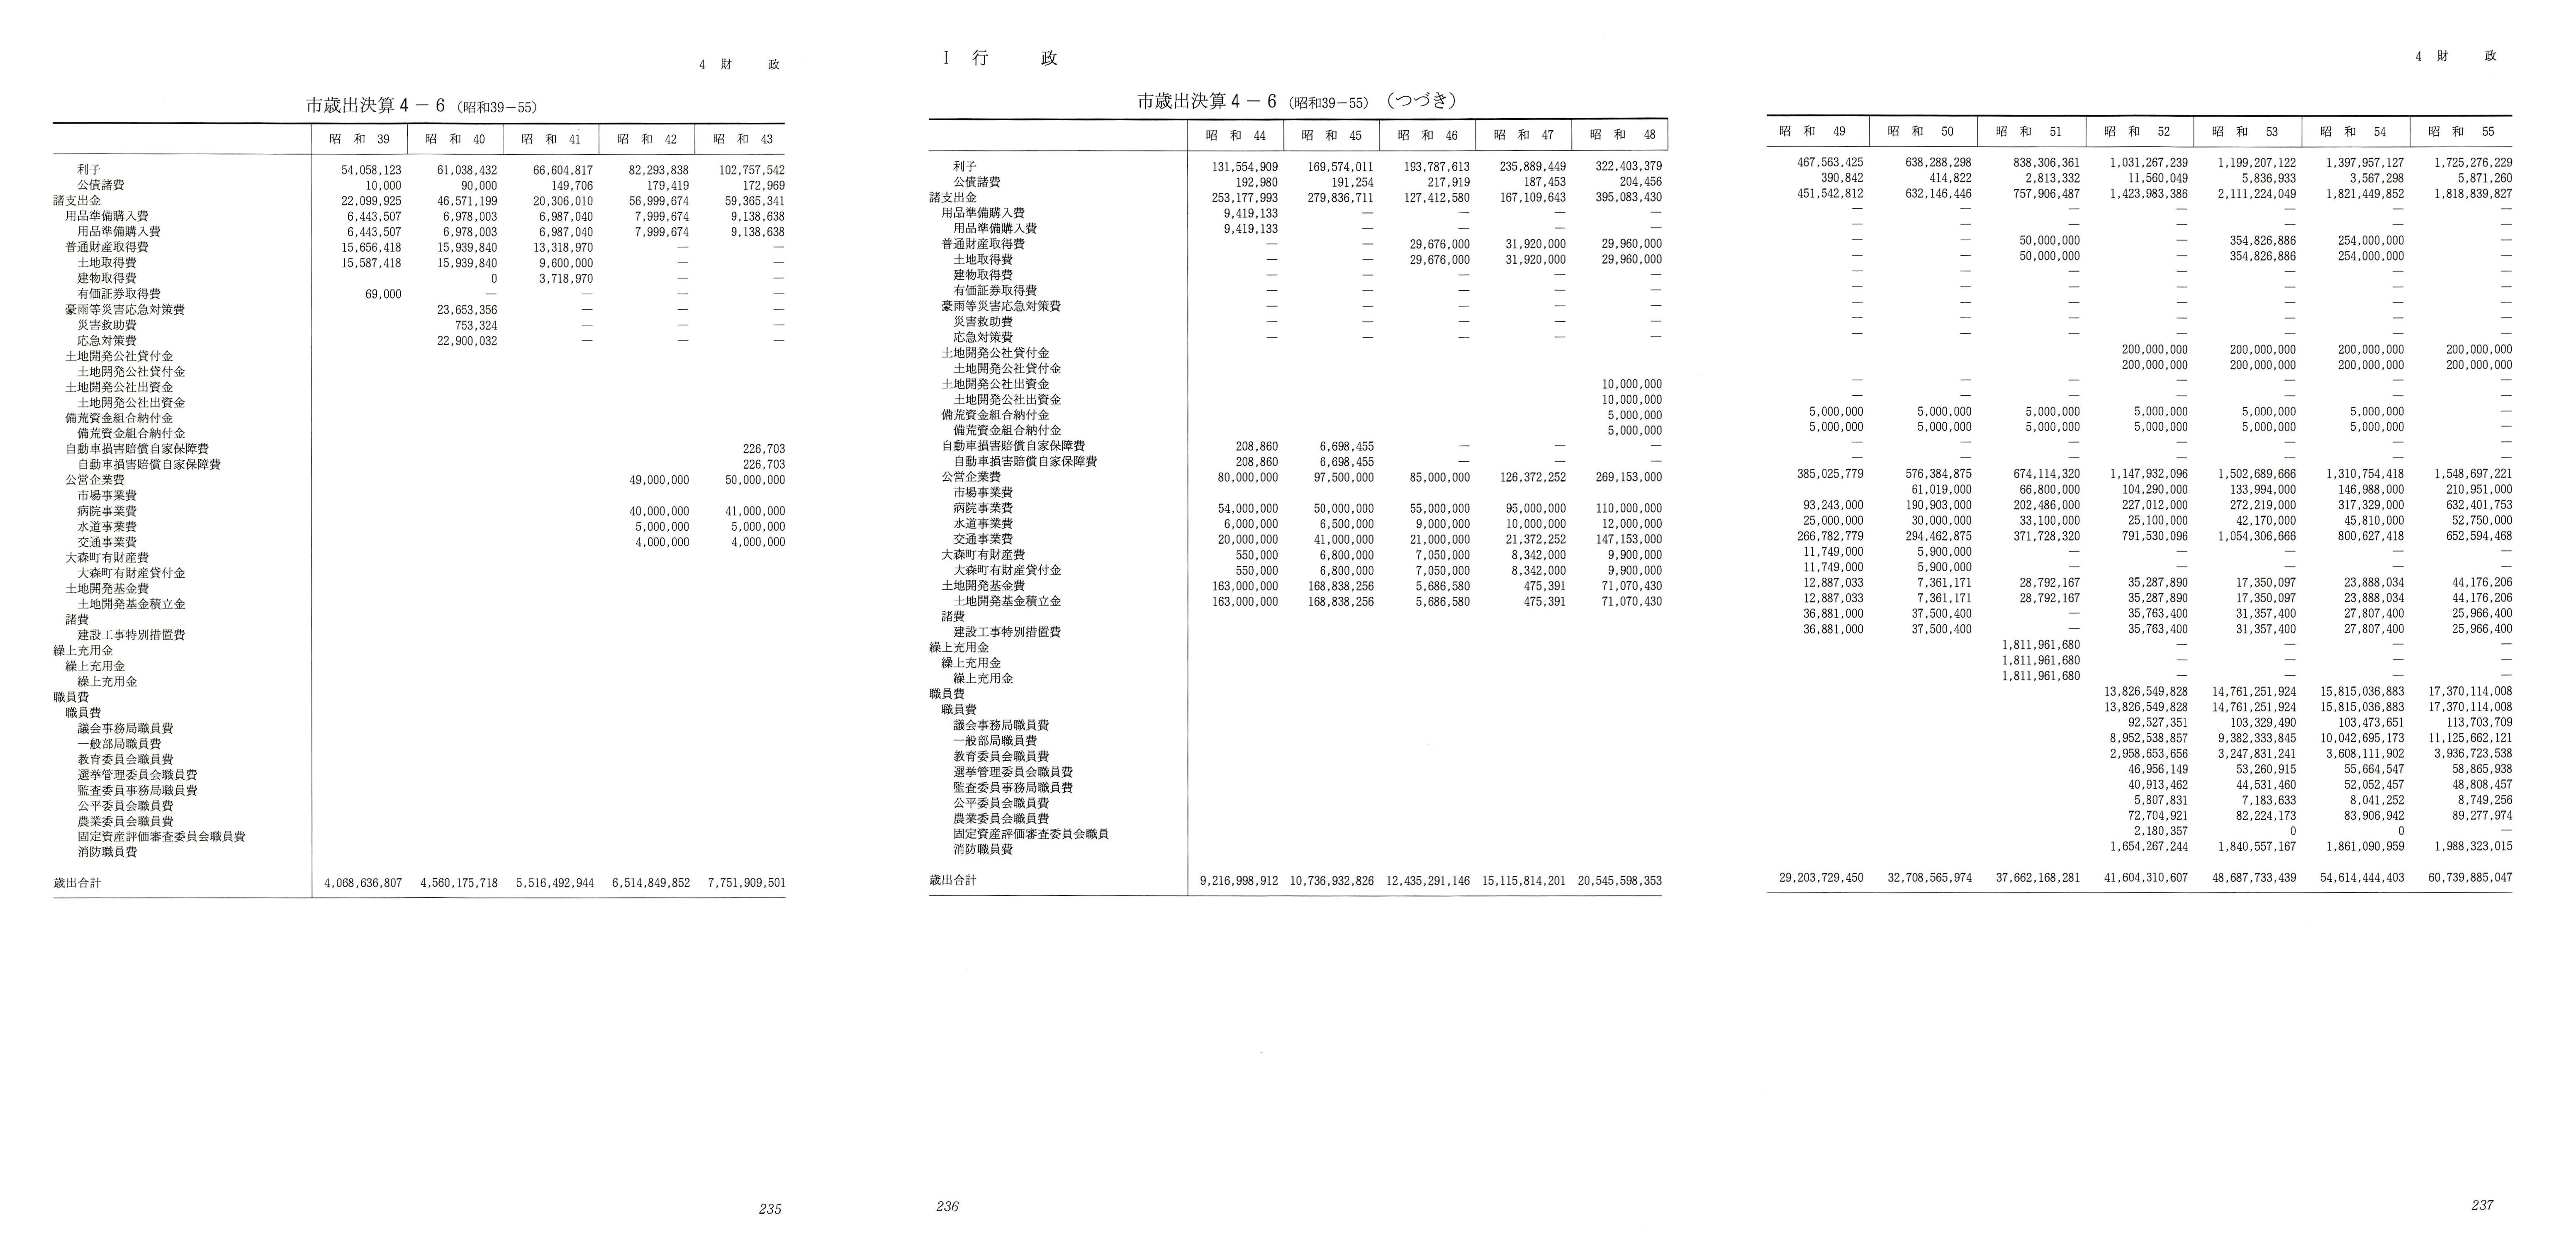 4 財 政
市歳出決算4－6（昭和39－55）
昭和39 昭和40 昭和41 昭和42 昭和43
利子 54,058,123 61,038,432 66,604,817 82,293,838 102,757,542
公債諸費 10,000 90,000 149,706 179,419 172,969
諸支出金 22,099,925 46,571,199 20,306,010 56,999,674 59,365,341
用品準備購入費 6,443,507 6,978,003 6,987,040 7,999,674 9,138,638
用品準備購入費 6,443,507 6,978,003 6,987,040 7,999,674 9,138,638
普通財産取得費 15,656,418 15,939,840 13,318,970 — —
土地取得費 15,587,418 15,939,840 9,600,000 — —
建物取得費 0 3,718,970 — —
有価証券取得費 69,000 — — — —
豪雨等災害応急対策費 23,653,356 — — —
災害救助費 753,324 — — —
応急対策費 22,900,032 — — —
土地開発公社貸付金
土地開発公社貸付金
土地開発公社出資金
土地開発公社出資金
備荒資金組合納付金
備荒資金組合納付金
自動車損害賠償自家保障費 226,703
自動車損害賠償自家保障費 226,703
公営企業費 49,000,000 50,000,000
市場事業費
病院事業費 40,000,000 41,000,000
水道事業費 5,000,000 5,000,000
交通事業費 4,000,000 4,000,000
大森町有財産費
大森町有財産貸付金
土地開発基金費
土地開発基金積立金
諸費
建設工事特別措置費
繰上充用金
繰上充用金
繰上充用金
職員費
職員費
議会事務局職員費
一般部局職員費
教育委員会職員費
選挙管理委員会職員費
監査委員事務局職員費
公平委員会職員費
農業委員会職員費
固定資産評価審査委員会職員費
消防職員費
歳出合計 4,068,636,807 4,560,175,718 5,516,492,944 6,514,849,852 7,751,909,501
235
I 行 政
市歳出決算4－6（昭和39－55）（つづき）
昭和44 昭和45 昭和46 昭和47 昭和48
利子 131,554,909 169,574,011 193,787,613 235,889,449 322,403,379
公債諸費 192,980 191,254 217,919 187,453 204,456
諸支出金 253,177,993 279,836,711 127,412,580 167,109,643 395,083,430
用品準備購入費 9,419,133 — — — —
用品準備購入費 9,419,133 — — — —
普通財産取得費 — — 29,676,000 31,920,000 29,960,000
土地取得費 — — 29,676,000 31,920,000 29,960,000
建物取得費 — — — — —
有価証券取得費 — — — — —
豪雨等災害応急対策費 — — — — —
災害救助費 — — — — —
応急対策費 — — — — —
土地開発公社貸付金
土地開発公社貸付金
土地開発公社出資金 10,000,000
土地開発公社出資金 10,000,000
備荒資金組合納付金 5,000,000
備荒資金組合納付金 5,000,000
自動車損害賠償自家保障費 208,860 6,698,455 — — —
自動車損害賠償自家保障費 208,860 6,698,455 — — —
公営企業費 80,000,000 97,500,000 85,000,000 126,372,252 269,153,000
市場事業費
病院事業費 54,000,000 50,000,000 55,000,000 95,000,000 110,000,000
水道事業費 6,000,000 6,500,000 9,000,000 10,000,000 12,000,000
交通事業費 20,000,000 41,000,000 21,000,000 21,372,252 147,153,000
大森町有財産費 550,000 6,800,000 7,050,000 8,342,000 9,900,000
大森町有財産貸付金 550,000 6,800,000 7,050,000 8,342,000 9,900,000
土地開発基金費 163,000,000 168,838,256 5,686,580 475,391 71,070,430
土地開発基金積立金 163,000,000 168,838,256 5,686,580 475,391 71,070,430
諸費
建設工事特別措置費
繰上充用金
繰上充用金
繰上充用金
職員費
職員費
議会事務局職員費
一般部局職員費
教育委員会職員費
選挙管理委員会職員費
監査委員事務局職員費
公平委員会職員費
農業委員会職員費
固定資産評価審査委員会職員
消防職員費
歳出合計 9,216,998,912 10,736,932,826 12,435,291,146 15,115,814,201 20,545,598,353
236
4 財 政
昭和49 昭和50 昭和51 昭和52 昭和53 昭和54 昭和55
467,563,425 638,288,298 838,306,361 1,031,267,239 1,199,207,122 1,397,957,127 1,725,276,229
390,842 414,822 2,813,332 11,560,049 5,836,933 3,567,298 5,871,260
451,542,812 632,146,446 757,906,487 1,423,983,386 2,111,224,049 1,821,449,852 1,818,839,827
— — — — — — —
— — — — — — —
— — 50,000,000 — 354,826,886 254,000,000 —
— — 50,000,000 — 354,826,886 254,000,000 —
— — — — — — —
— — — — — — —
— — — — — — —
— — — — — — —
— — — — — — —
200,000,000 200,000,000 200,000,000 200,000,000
200,000,000 200,000,000 200,000,000 200,000,000
— — — — — — —
— — — — — — —
5,000,000 5,000,000 5,000,000 5,000,000 5,000,000 5,000,000 —
5,000,000 5,000,000 5,000,000 5,000,000 5,000,000 5,000,000 —
— — — — — — —
— — — — — — —
385,025,779 576,384,875 674,114,320 1,147,932,096 1,502,689,666 1,310,754,418 1,548,697,221
61,019,000 66,800,000 104,290,000 133,994,000 146,988,000 210,951,000
93,243,000 190,903,000 202,486,000 227,012,000 272,219,000 317,329,000 632,401,753
25,000,000 30,000,000 33,100,000 25,100,000 42,170,000 45,810,000 52,750,000
266,782,779 294,462,875 371,728,320 791,530,096 1,054,306,666 800,627,418 652,594,468
11,749,000 5,900,000 — — — — —
11,749,000 5,900,000 — — — — —
12,887,033 7,361,171 28,792,167 35,287,890 17,350,097 23,888,034 44,176,206
12,887,033 7,361,171 28,792,167 35,287,890 17,350,097 23,888,034 44,176,206
36,881,000 37,500,400 — 35,763,400 31,357,400 27,807,400 25,966,400
36,881,000 37,500,400 — 35,763,400 31,357,400 27,807,400 25,966,400
1,811,961,680 — — — —
1,811,961,680 — — — —
1,811,961,680 — — — —
13,826,549,828 14,761,251,924 15,815,036,883 17,370,114,008
13,826,549,828 14,761,251,924 15,815,036,883 17,370,114,008
92,527,351 103,329,490 103,473,651 113,703,709
8,952,538,857 9,382,333,845 10,042,695,173 11,125,662,121
2,958,653,656 3,247,831,241 3,608,111,902 3,936,723,538
46,956,149 53,260,915 55,664,547 58,865,938
40,913,462 44,531,460 52,052,457 48,808,457
5,807,831 7,183,633 8,041,252 8,749,256
72,704,921 82,224,173 83,906,942 89,277,974
2,180,357 0 0 —
1,654,267,244 1,840,557,167 1,861,090,959 1,988,323,015
29,203,729,450 32,708,565,974 37,662,168,281 41,604,310,607 48,687,733,439 54,614,444,403 60,739,885,047
237